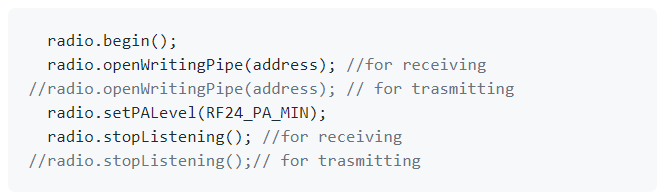 radio.begin();
radio.openWritingPipe(address); //for receiving
//radio.openWritingPipe(address); // for trasmitting
radio.setPALevel(RF24_PA_MIN);
radio.stopListening(); //for receiving
//radio.stopListening();// for trasmitting